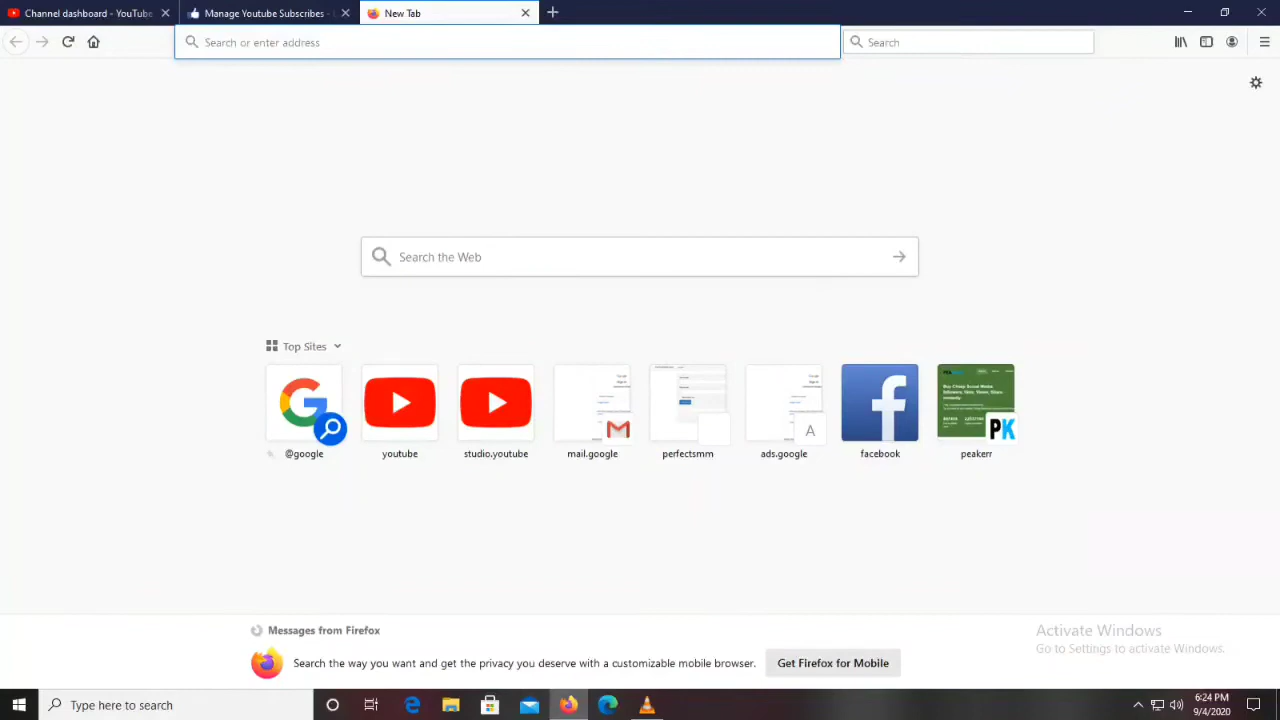 Channel dashboard - YouTube
Manage Youtube Subscribes -
New Tab
Search or enter address
Search
Search the Web
Top Sites
@google
youtube
studio.youtube
mail.google
perfectsmm
ads.google
facebook
peakerr
A
PK
Messages from Firefox
Search the way you want and get the privacy you deserve with a customizable mobile browser.
Get Firefox for Mobile
Activate Windows
Go to Settings to activate Windows.
Type here to search
6:24 PM
9/4/2020